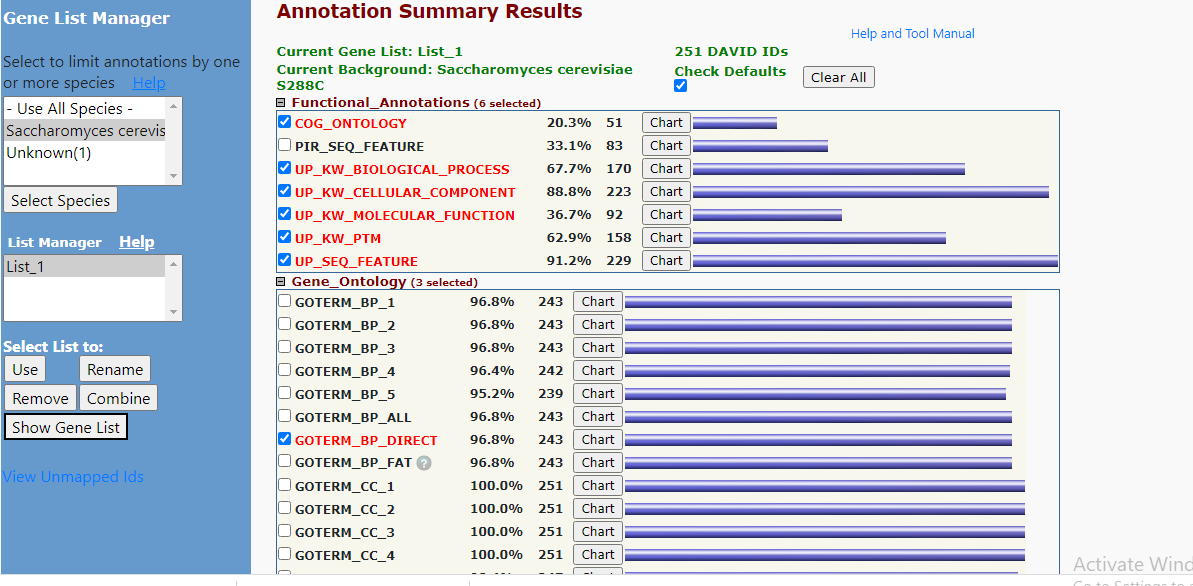 Gene List Manager
Select to limit annotations by one
or more species Help
- Use All Species -
Saccharomyces cerevis
Unknown(1)
Select Species
List Manager Help
List_1
Select List to:
Use Rename
Remove Combine
Show Gene List
View Unmapped Ids
Annotation Summary Results
Help and Tool Manual
Current Gene List: List_1
Current Background: Saccharomyces cerevisiae
S288C
251 DAVID IDs
Check Defaults
Clear All
Functional_Annotations (6 selected)
COG_ONTOLOGY 20.3% 51 Chart
PIR_SEQ_FEATURE 33.1% 83 Chart
UP_KW_BIOLOGICAL_PROCESS 67.7% 170 Chart
UP_KW_CELLULAR_COMPONENT 88.8% 223 Chart
UP_KW_MOLECULAR_FUNCTION 36.7% 92 Chart
UP_KW_PTM 62.9% 158 Chart
UP_SEQ_FEATURE 91.2% 229 Chart
Gene_Ontology (3 selected)
GOTERM_BP_1 96.8% 243 Chart
GOTERM_BP_2 96.8% 243 Chart
GOTERM_BP_3 96.8% 243 Chart
GOTERM_BP_4 96.4% 242 Chart
GOTERM_BP_5 95.2% 239 Chart
GOTERM_BP_ALL 96.8% 243 Chart
GOTERM_BP_DIRECT 96.8% 243 Chart
GOTERM_BP_FAT ? 96.8% 243 Chart
GOTERM_CC_1 100.0% 251 Chart
GOTERM_CC_2 100.0% 251 Chart
GOTERM_CC_3 100.0% 251 Chart
GOTERM_CC_4 100.0% 251 Chart
Activate Wind